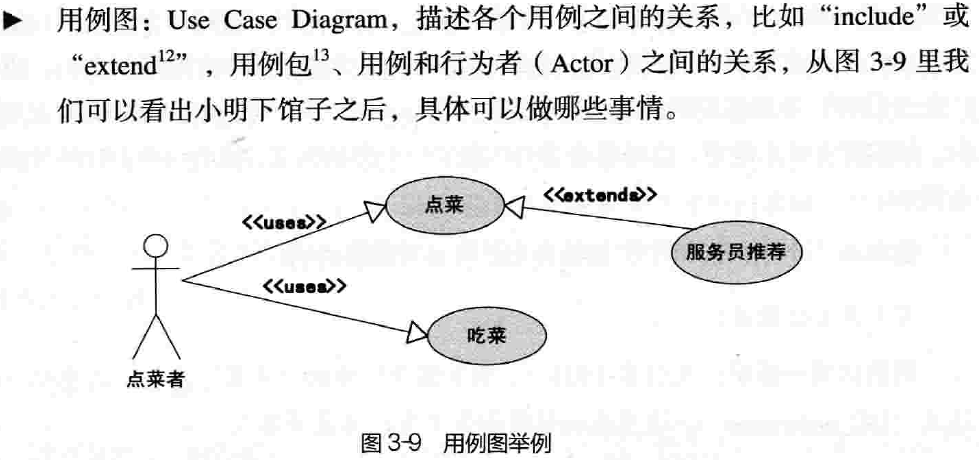 ▶ 用例图：Use Case Diagram，描述各个用例之间的关系，比如“include”或
“extend12”，用例包13、用例和行为者（Actor）之间的关系，从图 3-9 里我
们可以看出小明下馆子之后，具体可以做哪些事情。
点菜
<<extends>>
<<uses>>
服务员推荐
<<uses>>
吃菜
点菜者
图 3-9 用例图举例